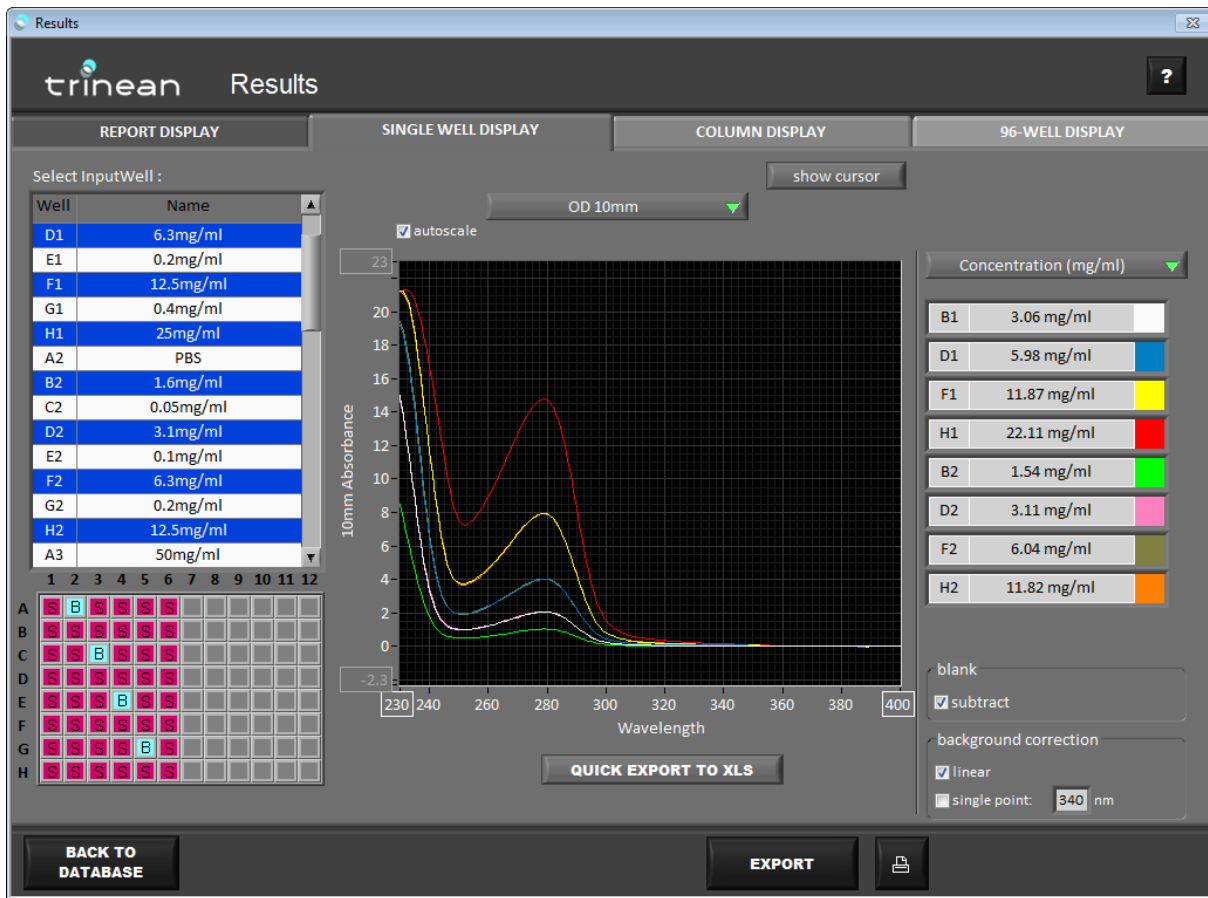 Results
trinean Results ?
REPORT DISPLAY SINGLE WELL DISPLAY COLUMN DISPLAY 96-WELL DISPLAY
Select InputWell :
Well Name
D1 6.3mg/ml
E1 0.2mg/ml
F1 12.5mg/ml
G1 0.4mg/ml
H1 25mg/ml
A2 PBS
B2 1.6mg/ml
C2 0.05mg/ml
D2 3.1mg/ml
E2 0.1mg/ml
F2 6.3mg/ml
G2 0.2mg/ml
H2 12.5mg/ml
A3 50mg/ml
1 2 3 4 5 6 7 8 9 10 11 12
A S B S S S S
B S S S S S S
C S S B S S S
D S S S S S S
E S S S B S S
F S S S S S S
G S S S S B S
H S S S S S S
show cursor
OD 10mm
autoscale
23
20
18
16
14
12
10
8
6
4
2
0
-2.3
10mm Absorbance
230 240 260 280 300 320 340 360 380 400
Wavelength
QUICK EXPORT TO XLS
Concentration (mg/ml)
B1 3.06 mg/ml
D1 5.98 mg/ml
F1 11.87 mg/ml
H1 22.11 mg/ml
B2 1.54 mg/ml
D2 3.11 mg/ml
F2 6.04 mg/ml
H2 11.82 mg/ml
blank
subtract
background correction
linear
single point: 340 nm
BACK TO
DATABASE
EXPORT